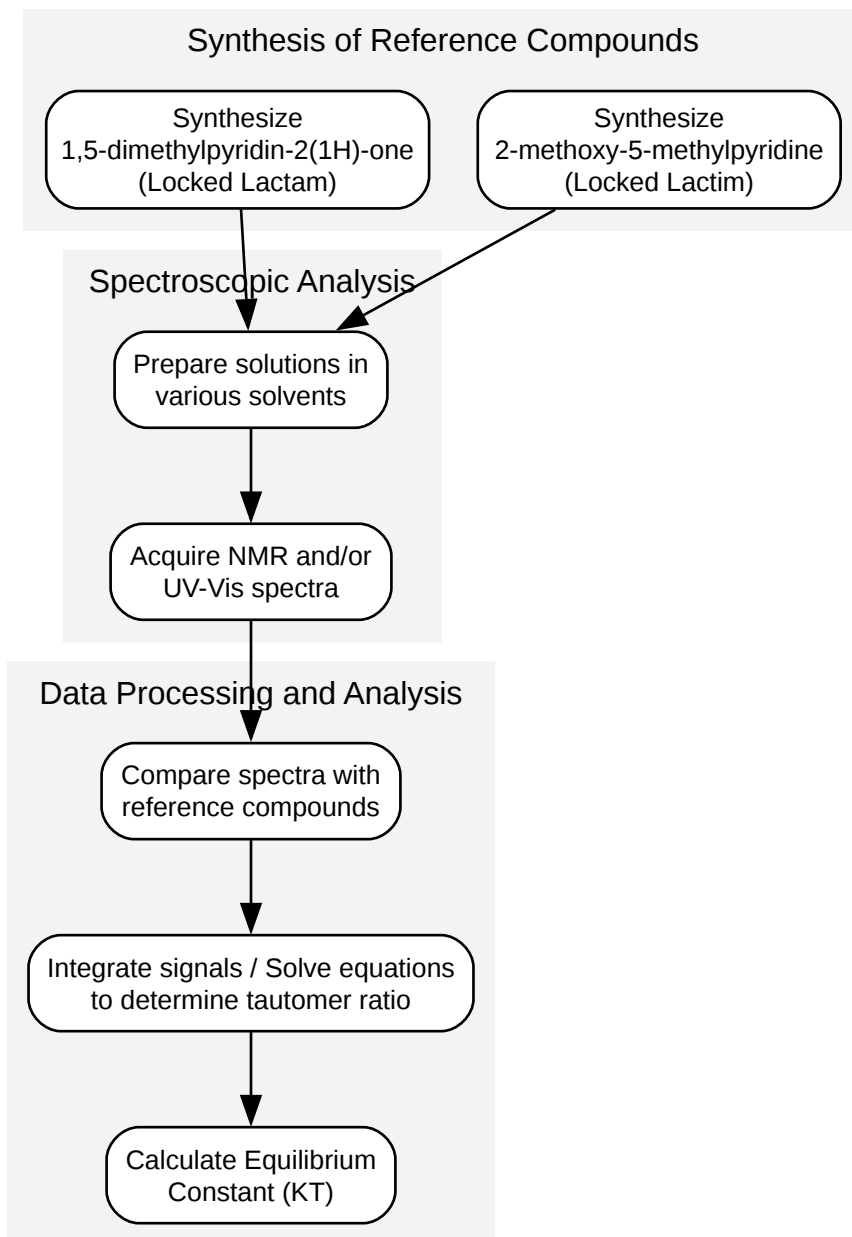 Synthesis of Reference Compounds
Synthesize
1,5-dimethylpyridin-2(1H)-one
(Locked Lactam)
Synthesize
2-methoxy-5-methylpyridine
(Locked Lactim)
Spectroscopic Analysis
Prepare solutions in
various solvents
Acquire NMR and/or
UV-Vis spectra
Data Processing and Analysis
Compare spectra with
reference compounds
Integrate signals / Solve equations
to determine tautomer ratio
Calculate Equilibrium
Constant (KT)